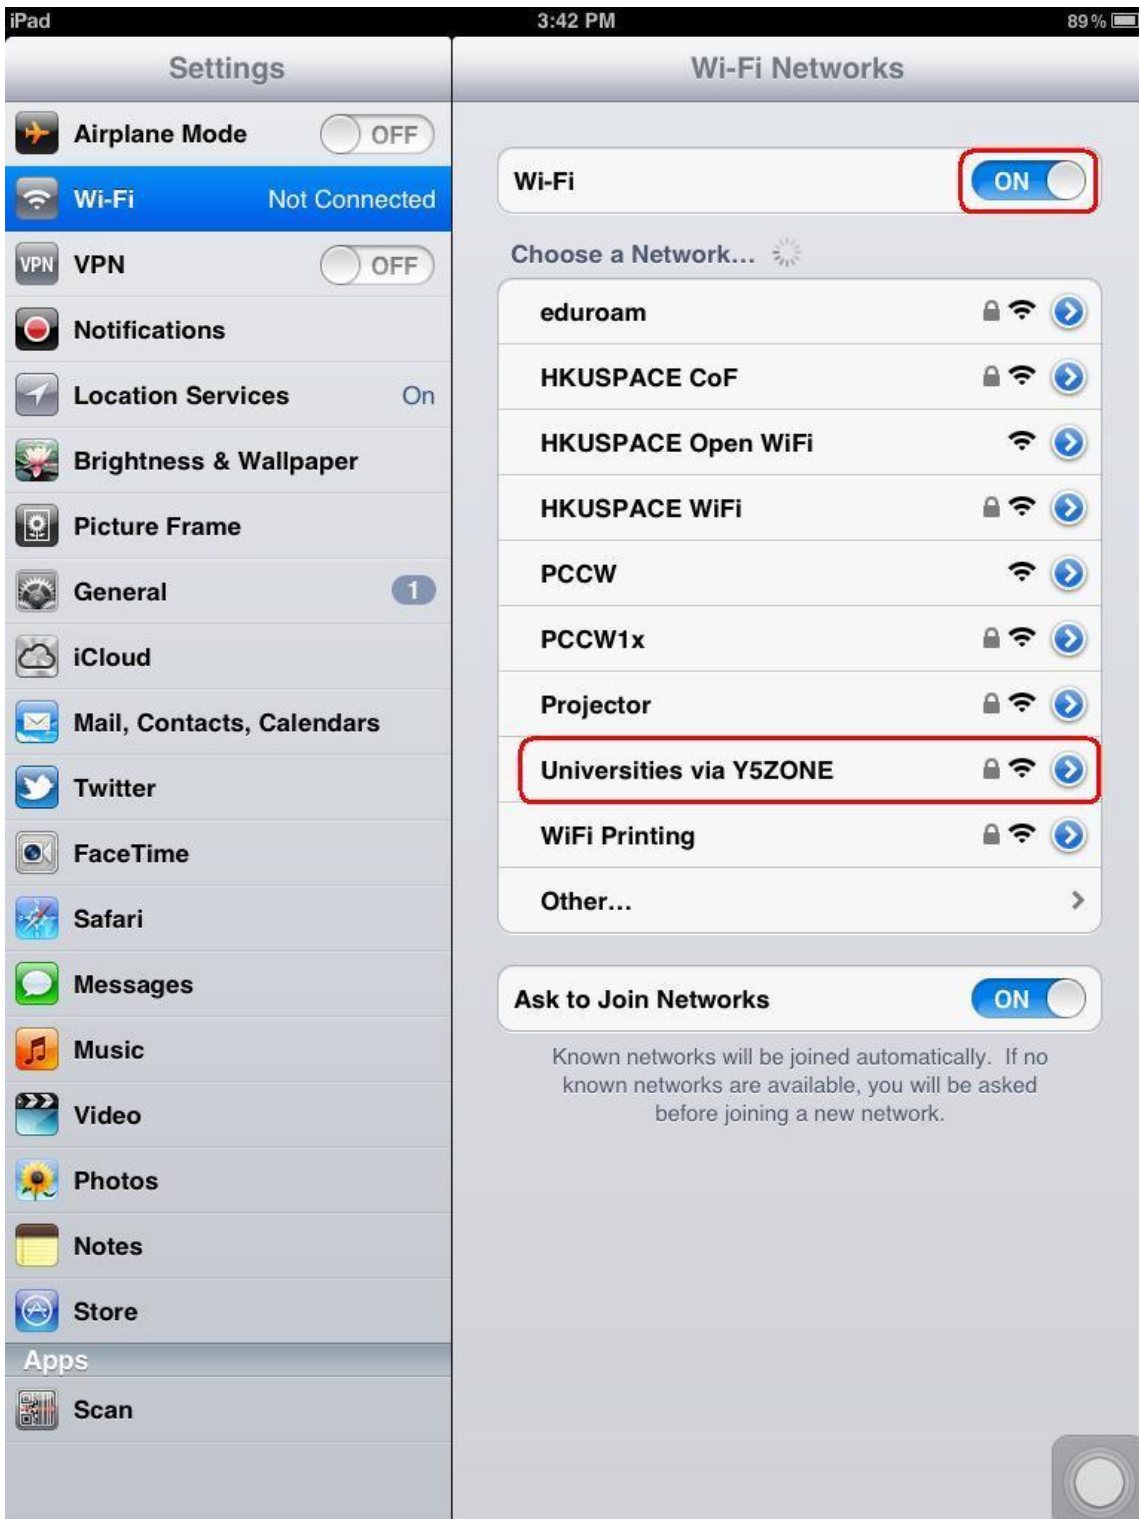 iPad 3:42 PM 89%
Settings
Airplane Mode OFF
Wi-Fi Not Connected
VPN VPN OFF
Notifications
Location Services On
Brightness & Wallpaper
Picture Frame
General 1
iCloud
Mail, Contacts, Calendars
Twitter
FaceTime
Safari
Messages
Music
Video
Photos
Notes
Store
Apps
Scan
Wi-Fi Networks
Wi-Fi ON
Choose a Network...
eduroam
HKUSPACE CoF
HKUSPACE Open WiFi
HKUSPACE WiFi
PCCW
PCCW1x
Projector
Universities via Y5ZONE
WiFi Printing
Other...
Ask to Join Networks ON
Known networks will be joined automatically. If no
known networks are available, you will be asked
before joining a new network.